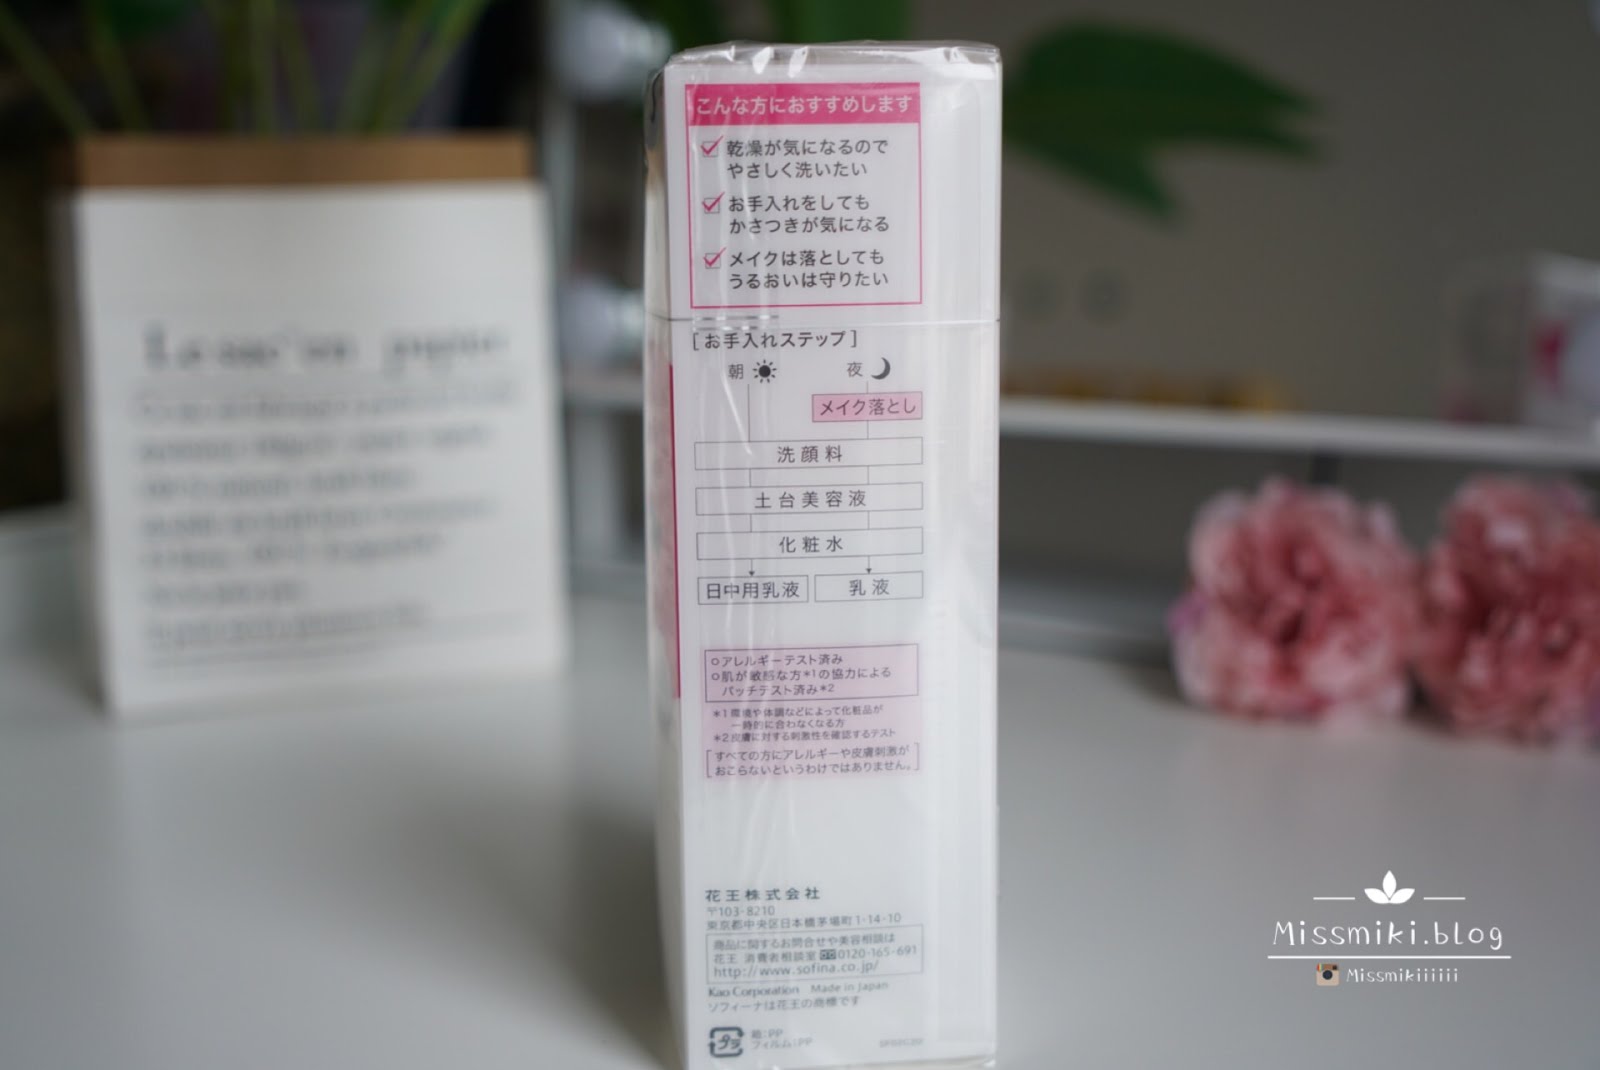 こんな方におすすめします
乾燥が気になるので
やさしく洗いたい
お手入れをしても
かさつきが気になる
メイクは落としても
うるおいは守りたい
[お手入れステップ]
朝 夜
メイク落とし
洗顔料
土台美容液
化粧水
日中用乳液 乳液
○アレルギーテスト済み
○肌が敏感な方*1の協力による
パッチテスト済み*2
*1環境や体調などによって化粧品が
一時的に合わなくなる方
*2皮膚に対する刺激性を確認するテスト
[すべての方にアレルギーや皮膚刺激が
おこらないというわけではありません。]
花王株式会社
〒103-8210
東京都中央区日本橋茅場町1-14-10
商品に関するお問合せや美容相談は
花王 消費者相談室 0120-165-691
http://www.sofina.co.jp/
Kao Corporation Made in Japan
ソフィーナは花王の商標です
プラ 箱:PP
フィルム:PP
Missmiki.blog
Missmikiiiiii